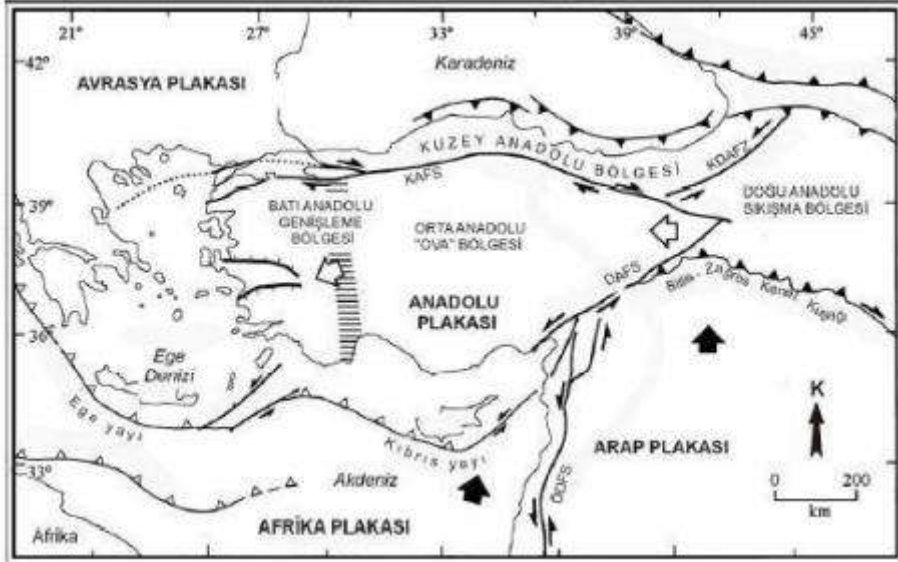 21° 27° 33° 39° 45°
42°
AVRASYA PLAKASI
Karadeniz
KUZEY ANADOLU BÖLGESİ
KAFS
KDAFZ
39°
BATI ANADOLU
GENİŞLEME
BÖLGESİ
ORTA ANADOLU
"OVA" BÖLGESİ
DOĞU ANADOLU
SIKIŞMA BÖLGESİ
DAFS
Bitlis-Zagros Kenet Kuşağı
ANADOLU
PLAKASI
36°
Ege
Denizi
Ege yayı
Kıbrıs yayı
ARAP PLAKASI
K
33°
Akdeniz
DDFS
0 200
km
AFRİKA PLAKASI
Afrika